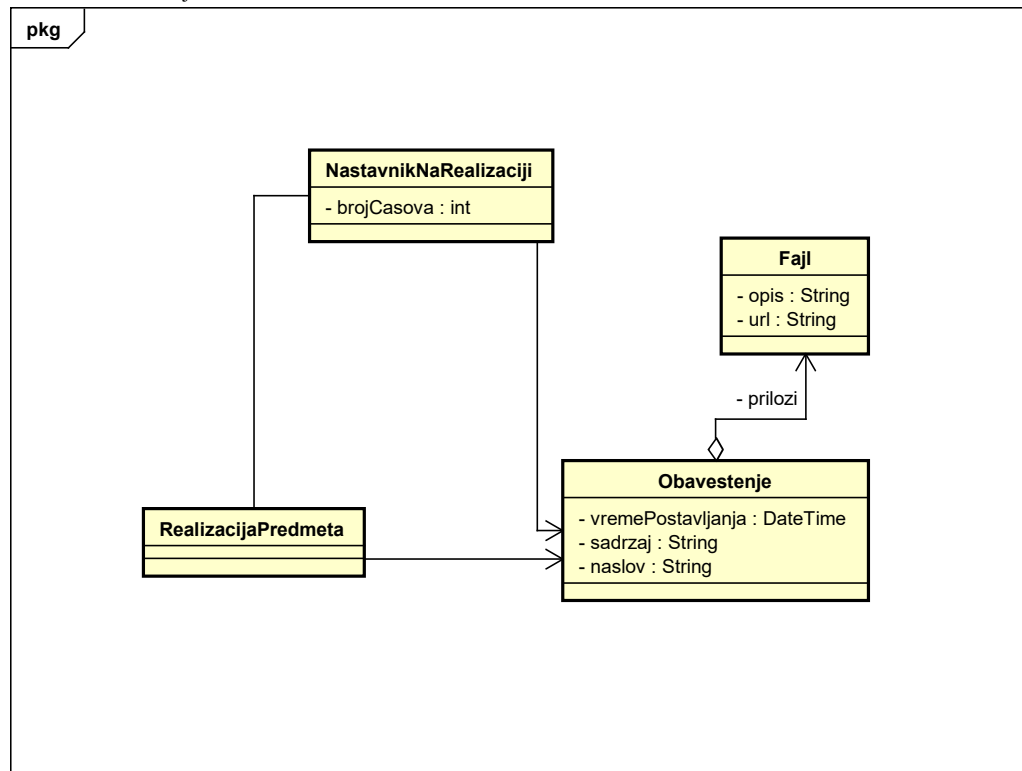 pkg
NastavnikNaRealizaciji
- brojCasova : int
Fajl
- opis : String
- url : String
- prilozi
Obavestenje
- vremePostavljanja : DateTime
- sadrzaj : String
- naslov : String
RealizacijaPredmeta